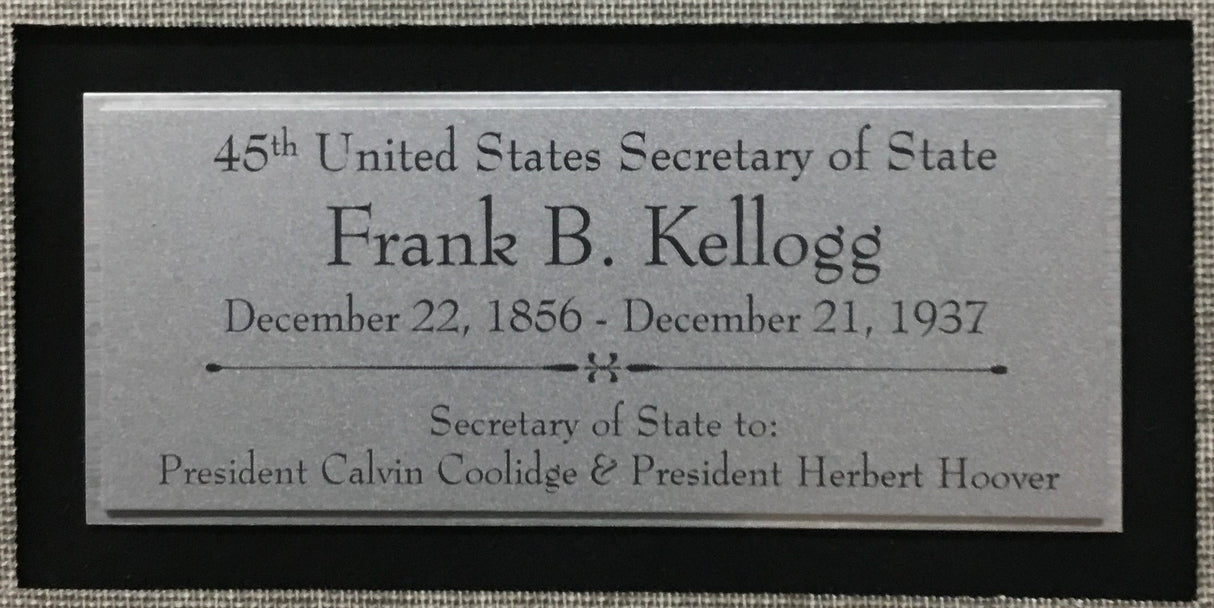 45th United States Secretary of State
Frank B. Kellogg
December 22, 1856 - December 21, 1937
Secretary of State to:
President Calvin Coolidge & President Herbert Hoover